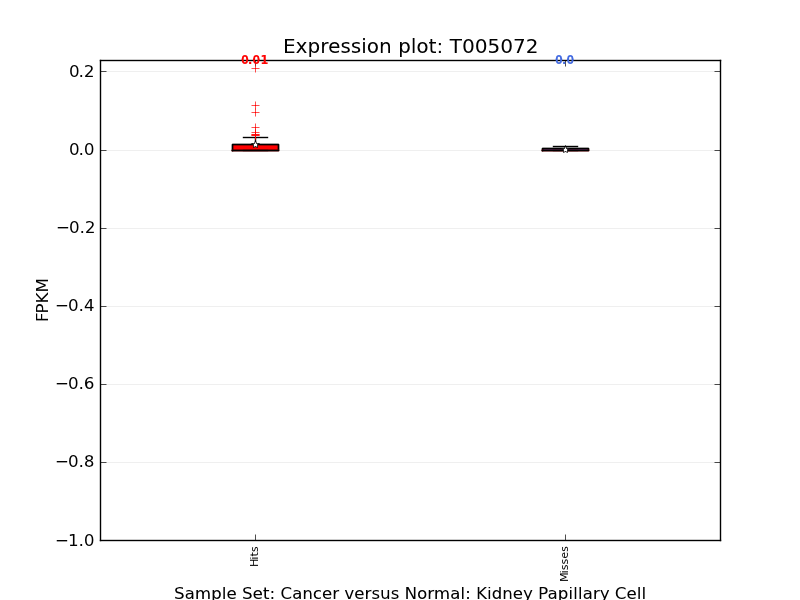 Expression plot: T005072
0.01
0.0
0.2
0.0
−0.2
−0.4
−0.6
−0.8
−1.0
FPKM
Hits
Misses
Sample Set: Cancer versus Normal: Kidney Papillary Cell